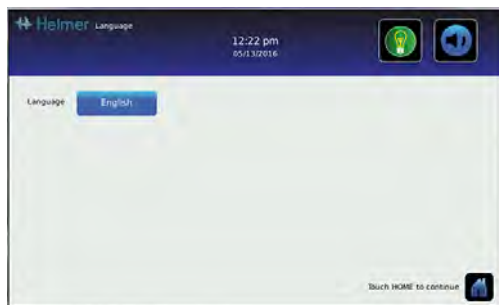 Helmer Language
12:22 pm
05/13/2016
Language English
Touch HOME to continue